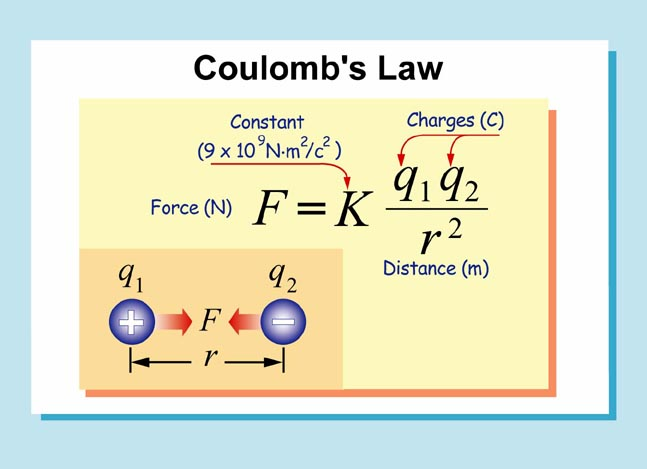 Coulomb's Law
Constant
(9 x 10⁹N·m²/c²)
Charges (C)
Force (N)
F = K q₁q₂ / r²
Distance (m)
q₁ q₂
+ F −
r